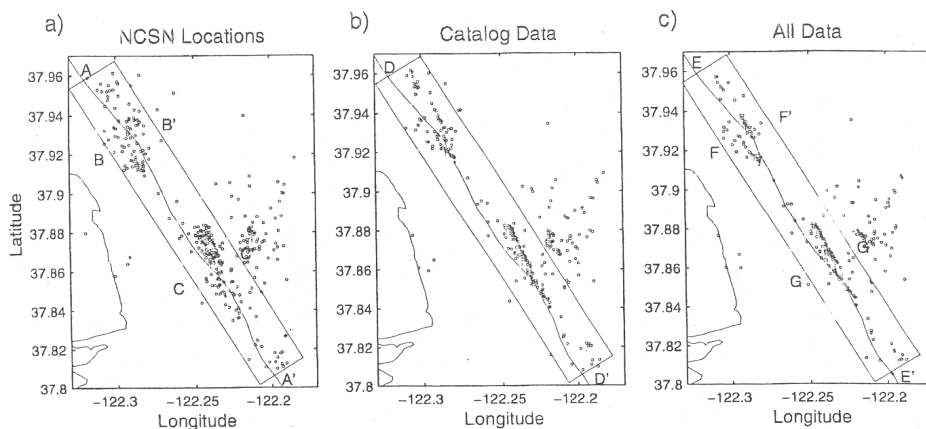 a)
NCSN Locations
b)
Catalog Data
c)
All Data
Latitude
37.96
37.94
37.92
37.9
37.88
37.86
37.84
37.82
37.8
A
B'
B
C
A'
-122.3
-122.25
-122.2
Longitude
37.96
37.94
37.92
37.9
37.88
37.86
37.84
37.82
37.8
D
D'
-122.3
-122.25
-122.2
Longitude
37.96
37.94
37.92
37.9
37.88
37.86
37.84
37.82
37.8
E
F'
F
G'
G
E'
-122.3
-122.25
-122.2
Longitude